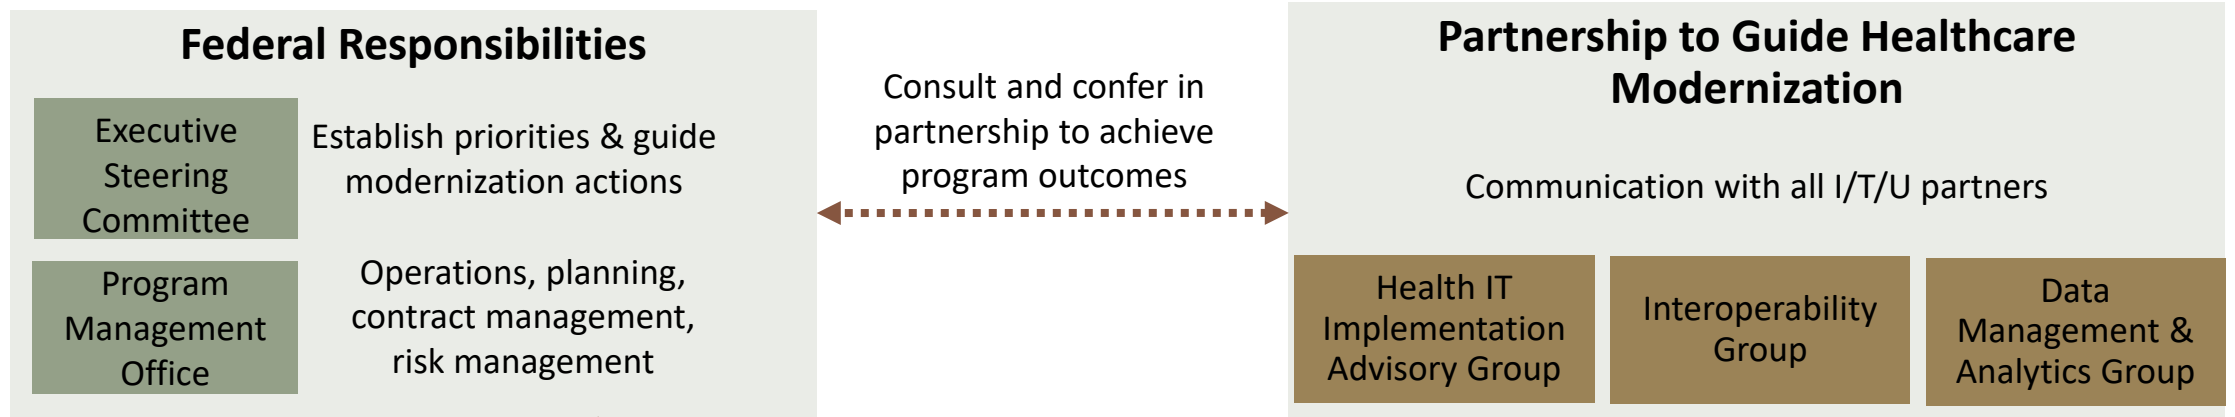 Federal Responsibilities
Executive
Steering
Committee
Establish priorities & guide
modernization actions
Program
Management
Office
Operations, planning,
contract management,
risk management
Consult and confer in
partnership to achieve
program outcomes
Partnership to Guide Healthcare
Modernization
Communication with all I/T/U partners
Health IT
Implementation
Advisory Group
Interoperability
Group
Data
Management &
Analytics Group